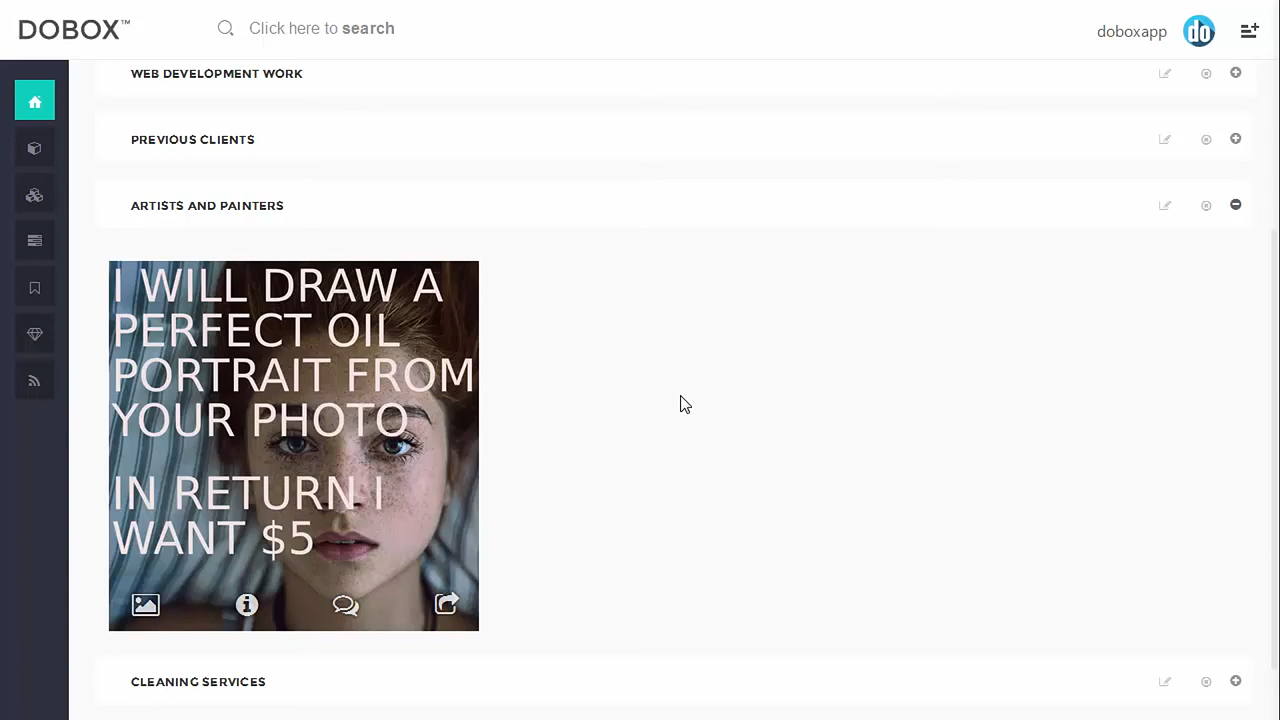 DOBOX™
Click here to search
doboxapp
do
WEB DEVELOPMENT WORK
PREVIOUS CLIENTS
ARTISTS AND PAINTERS
I WILL DRAW A
PERFECT OIL
PORTRAIT FROM
YOUR PHOTO
IN RETURN I
WANT $5
CLEANING SERVICES